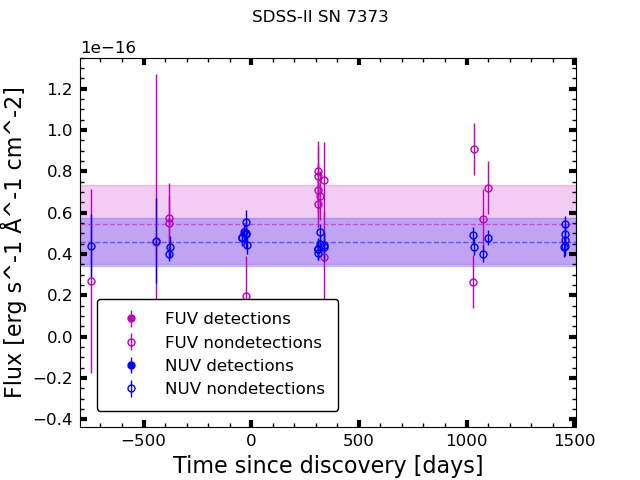 SDSS-II SN 7373
1e−16
Flux [erg s^-1 Å^-1 cm^-2]
1.2
1.0
0.8
0.6
0.4
0.2
0.0
−0.2
−0.4
FUV detections
FUV nondetections
NUV detections
NUV nondetections
−500 0 500 1000 1500
Time since discovery [days]